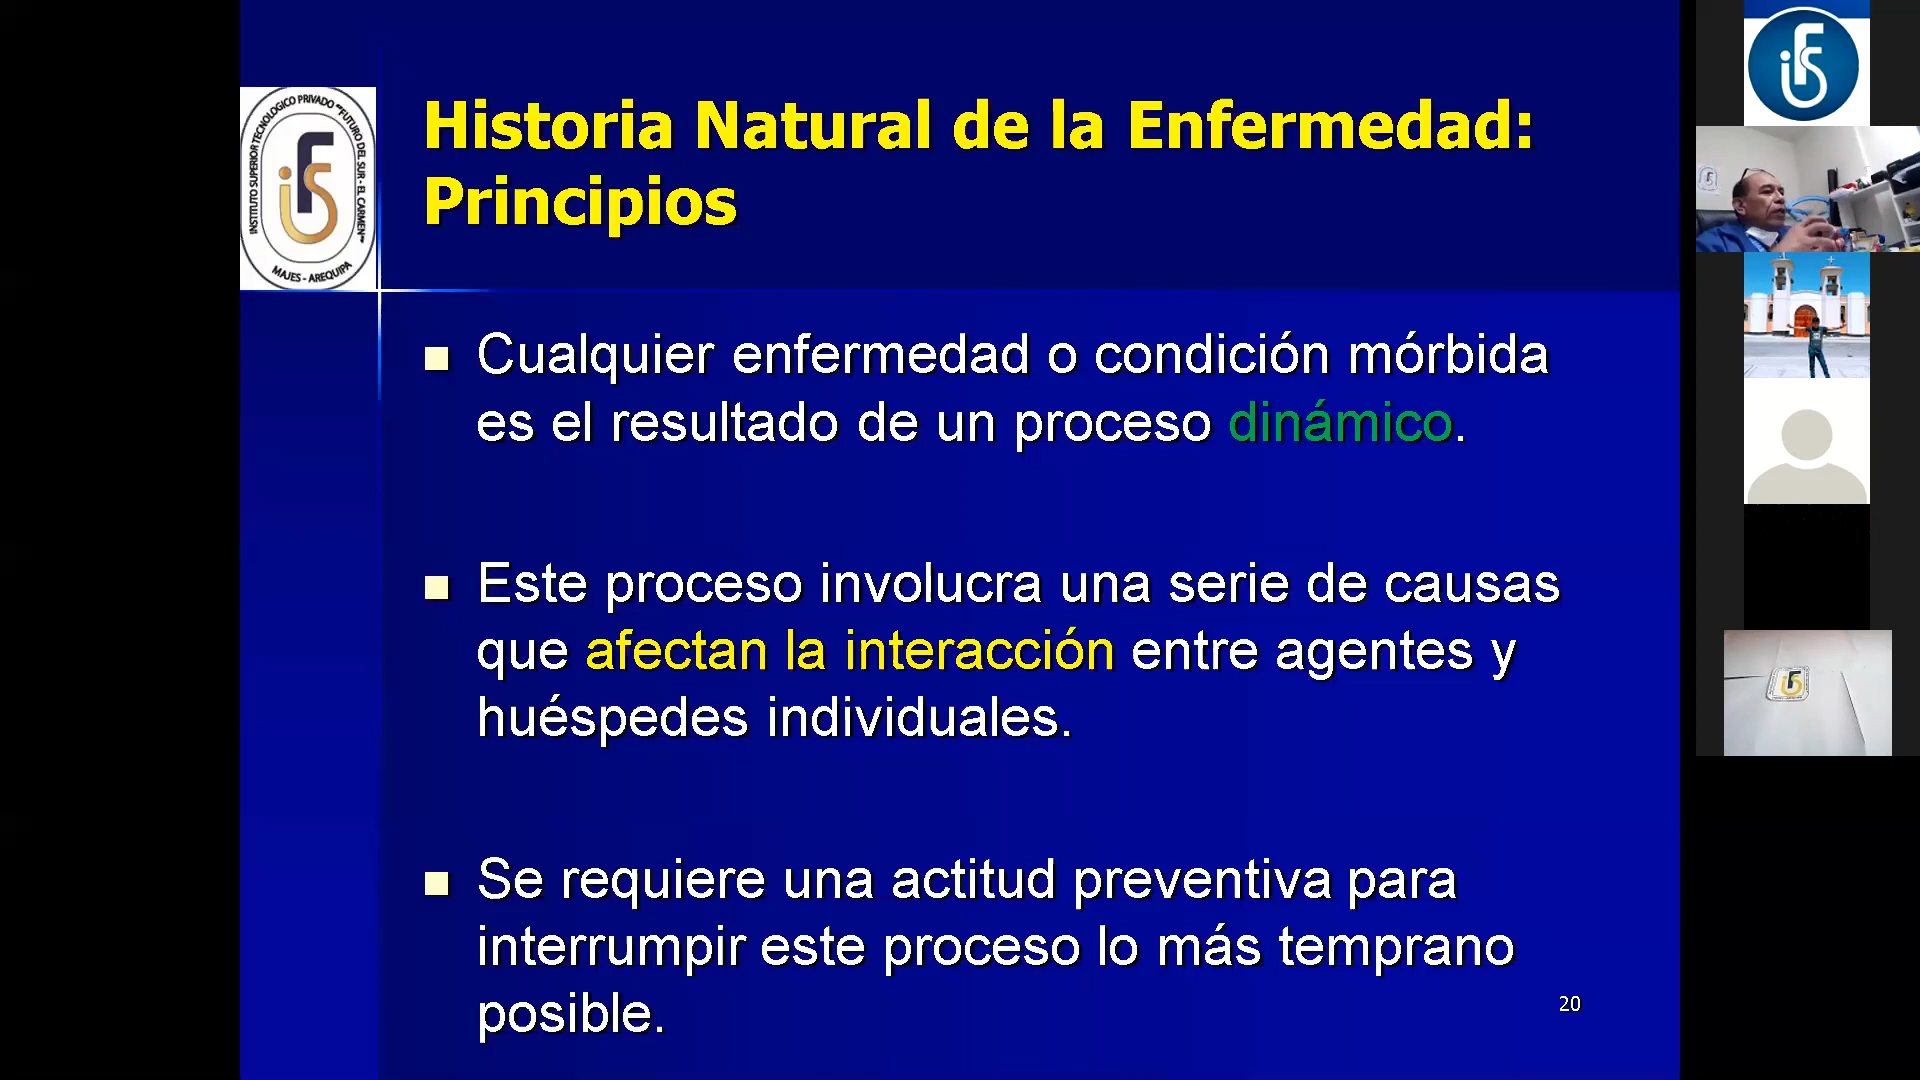 Historia Natural de la Enfermedad:
Principios
INSTITUTO SUPERIOR TECNOLOGICO PRIVADO "FUTURO DEL SUR - EL CARMEN"
iFS
MAJES - AREQUIPA
Cualquier enfermedad o condición mórbida
es el resultado de un proceso dinámico.
Este proceso involucra una serie de causas
que afectan la interacción entre agentes y
huéspedes individuales.
Se requiere una actitud preventiva para
interrumpir este proceso lo más temprano
posible.
20
iFS